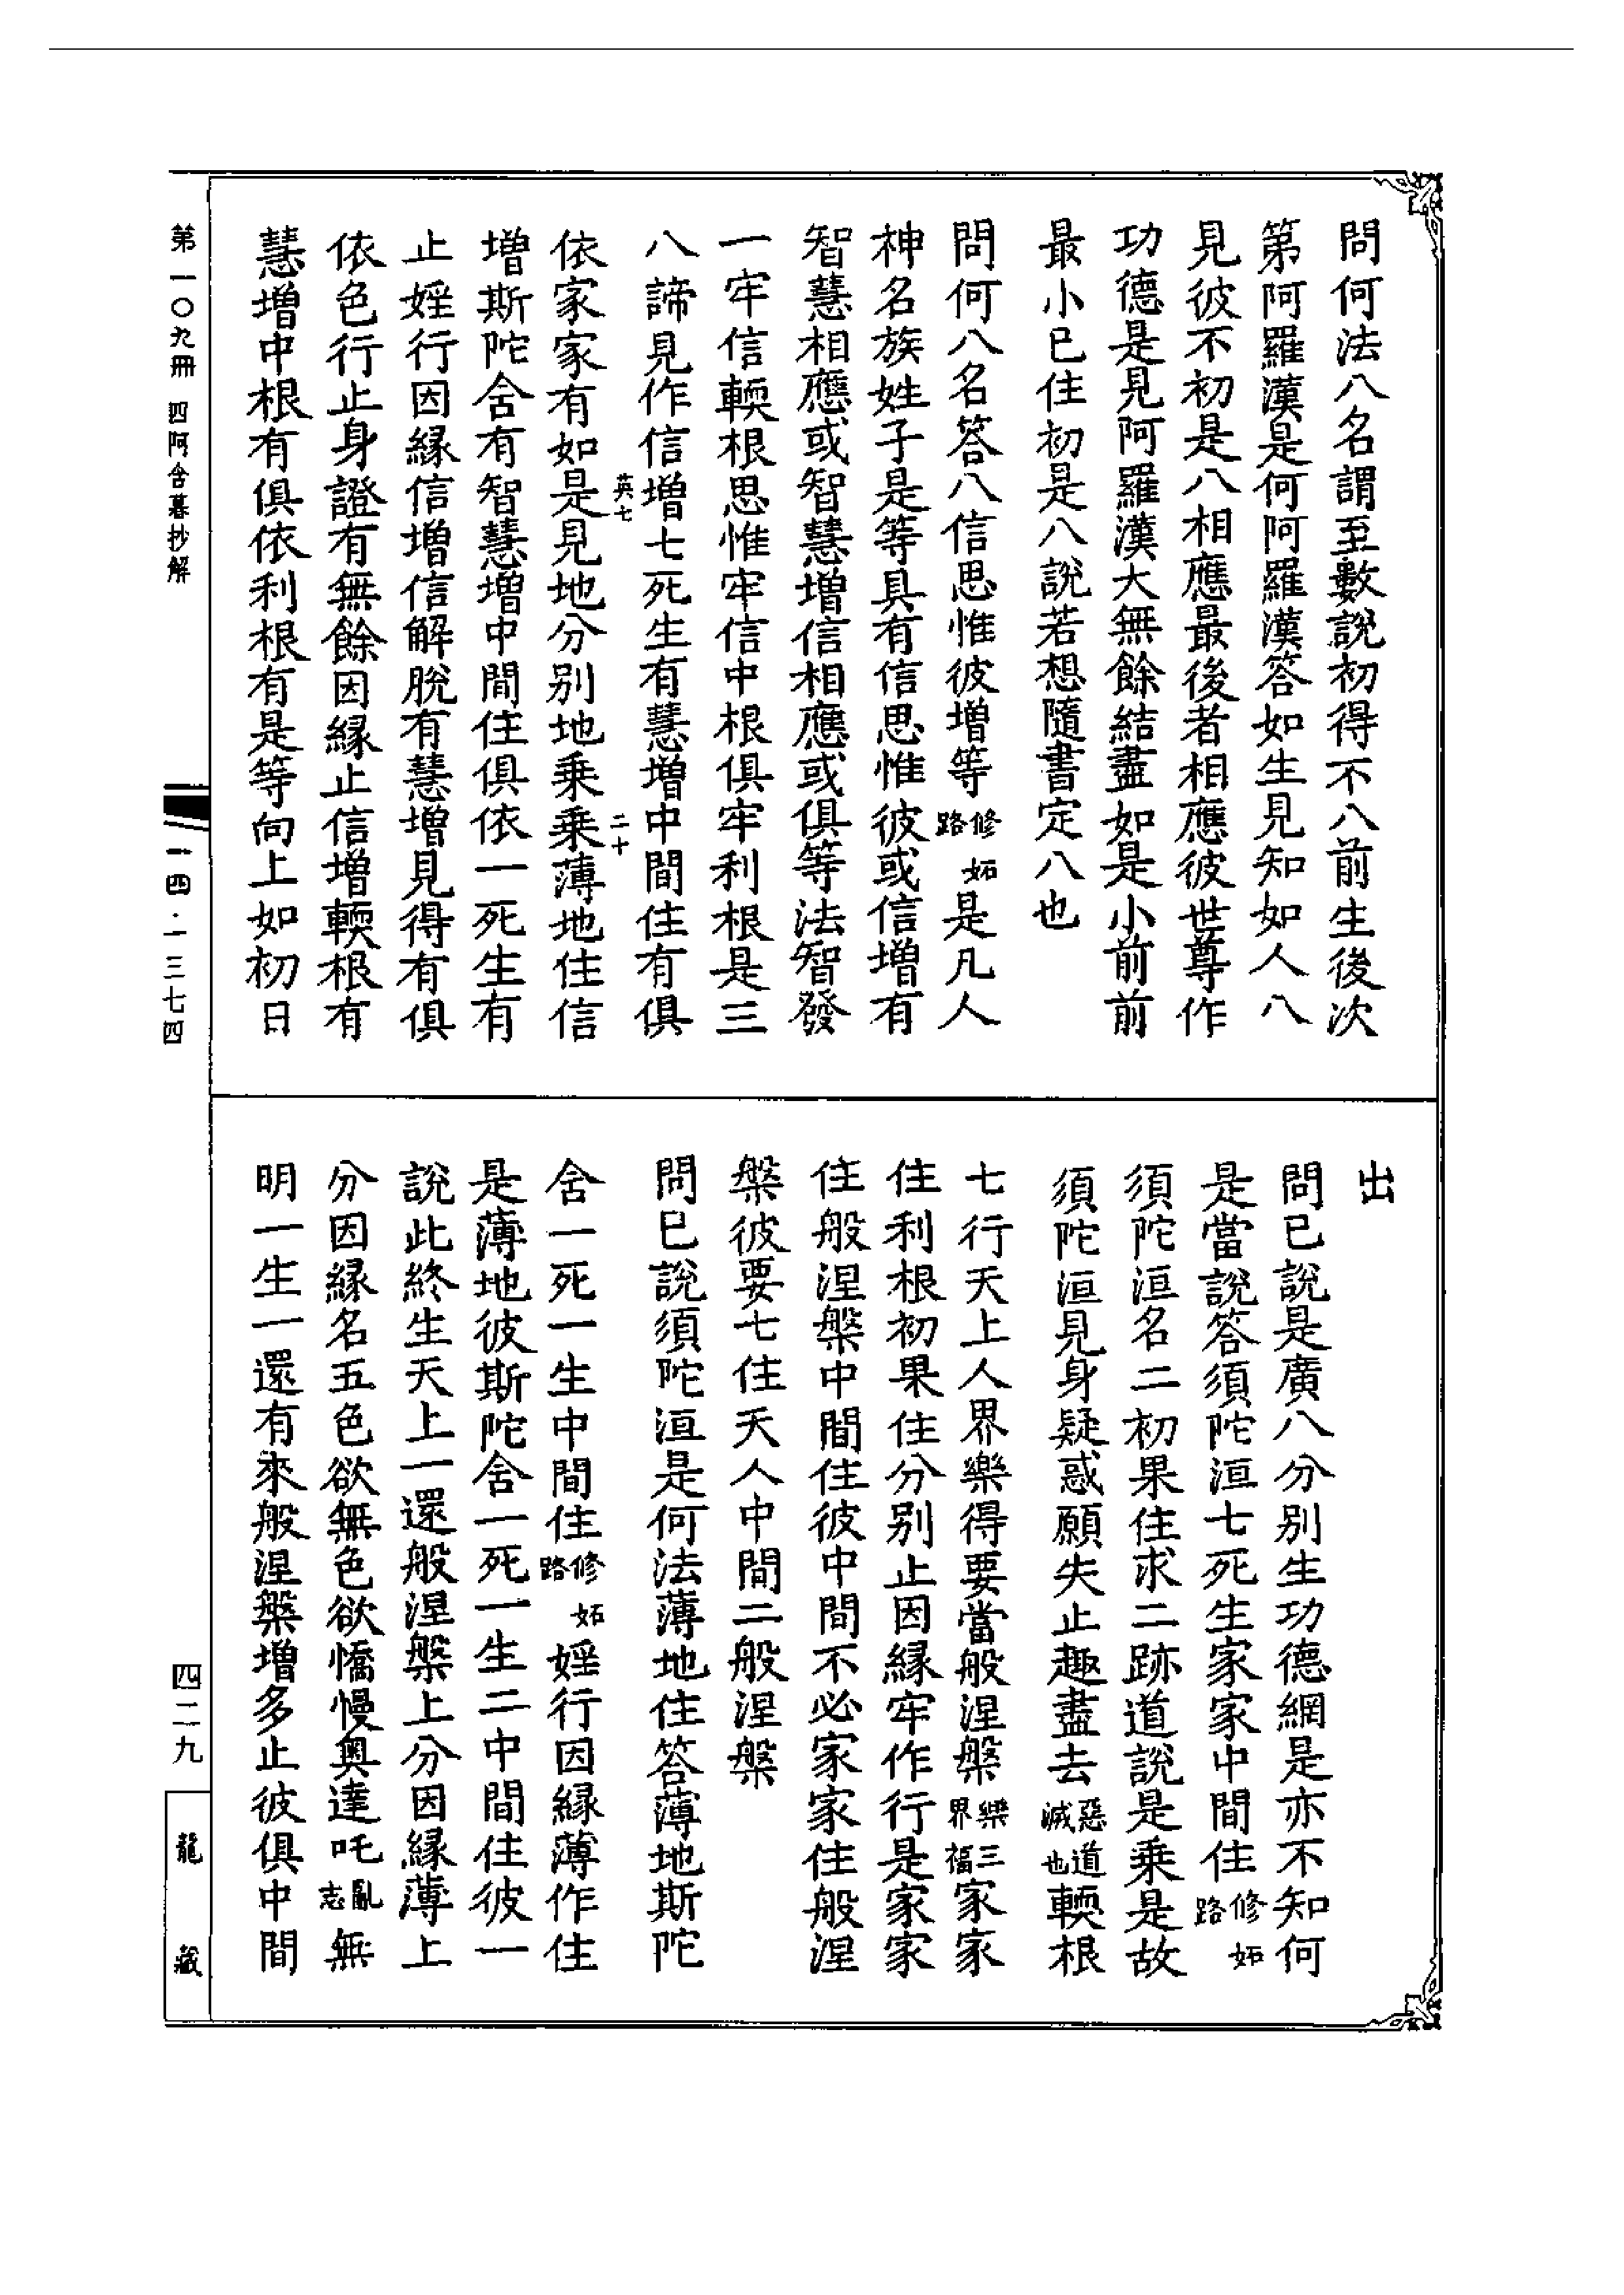 問何法八名謂至數說初得不八前生後次
第阿羅漢是何阿羅漢答如生見知如人八
見彼不初是八相應最後者相應彼世尊作
功德是見阿羅漢大無餘結盡如是小前前
最小已住初是八說若想隨書定八也
問何八名答八信思惟彼增等修妬路是凡人
神名族姓子是等具有信思惟彼或信增有
智慧相應或智慧增信相應或俱等法智發
一牢信輭根思惟牢信中根俱牢利根是三
八諦見作信增七死生有慧增中間住有俱
英七
二十
依家家有如是見地分別地乘乘薄地住信
增斯陀舍有智慧增中間住俱依一死生有
止婬行因緣信增信解脫有慧增見得有俱
依色行止身證有無餘因緣止信增輭根有
慧增中根有俱依利根有是等向上如初日
出
問已說是廣八分別生功德網是亦不知何
是當說答須陀洹七死生家家中間住修妬路
須陀洹名二初果住求二跡道說是乘是故
須陀洹見身疑惑願失止趣盡去惡道滅也輭根
七行天上人界樂得要當般涅槃樂三界福家家
住利根初果住分別止因緣牢作行是家家
住般涅槃中間住彼中間不必家家住般涅
槃彼要七住天人中間二般涅槃
問已說須陀洹是何法薄地住答薄地斯陀
舍一死一生中間住修妬路婬行因緣薄作住
是薄地彼斯陀舍一死一生二中間住彼一
說此終生天上一還般涅槃上分因緣薄上
分因緣名五色欲無色欲憍慢奧達吒亂志無
明一生一還有來般涅槃增多止彼俱中間
第一〇九冊 四阿含暮抄解
一四·一三七四
四二九
龍藏